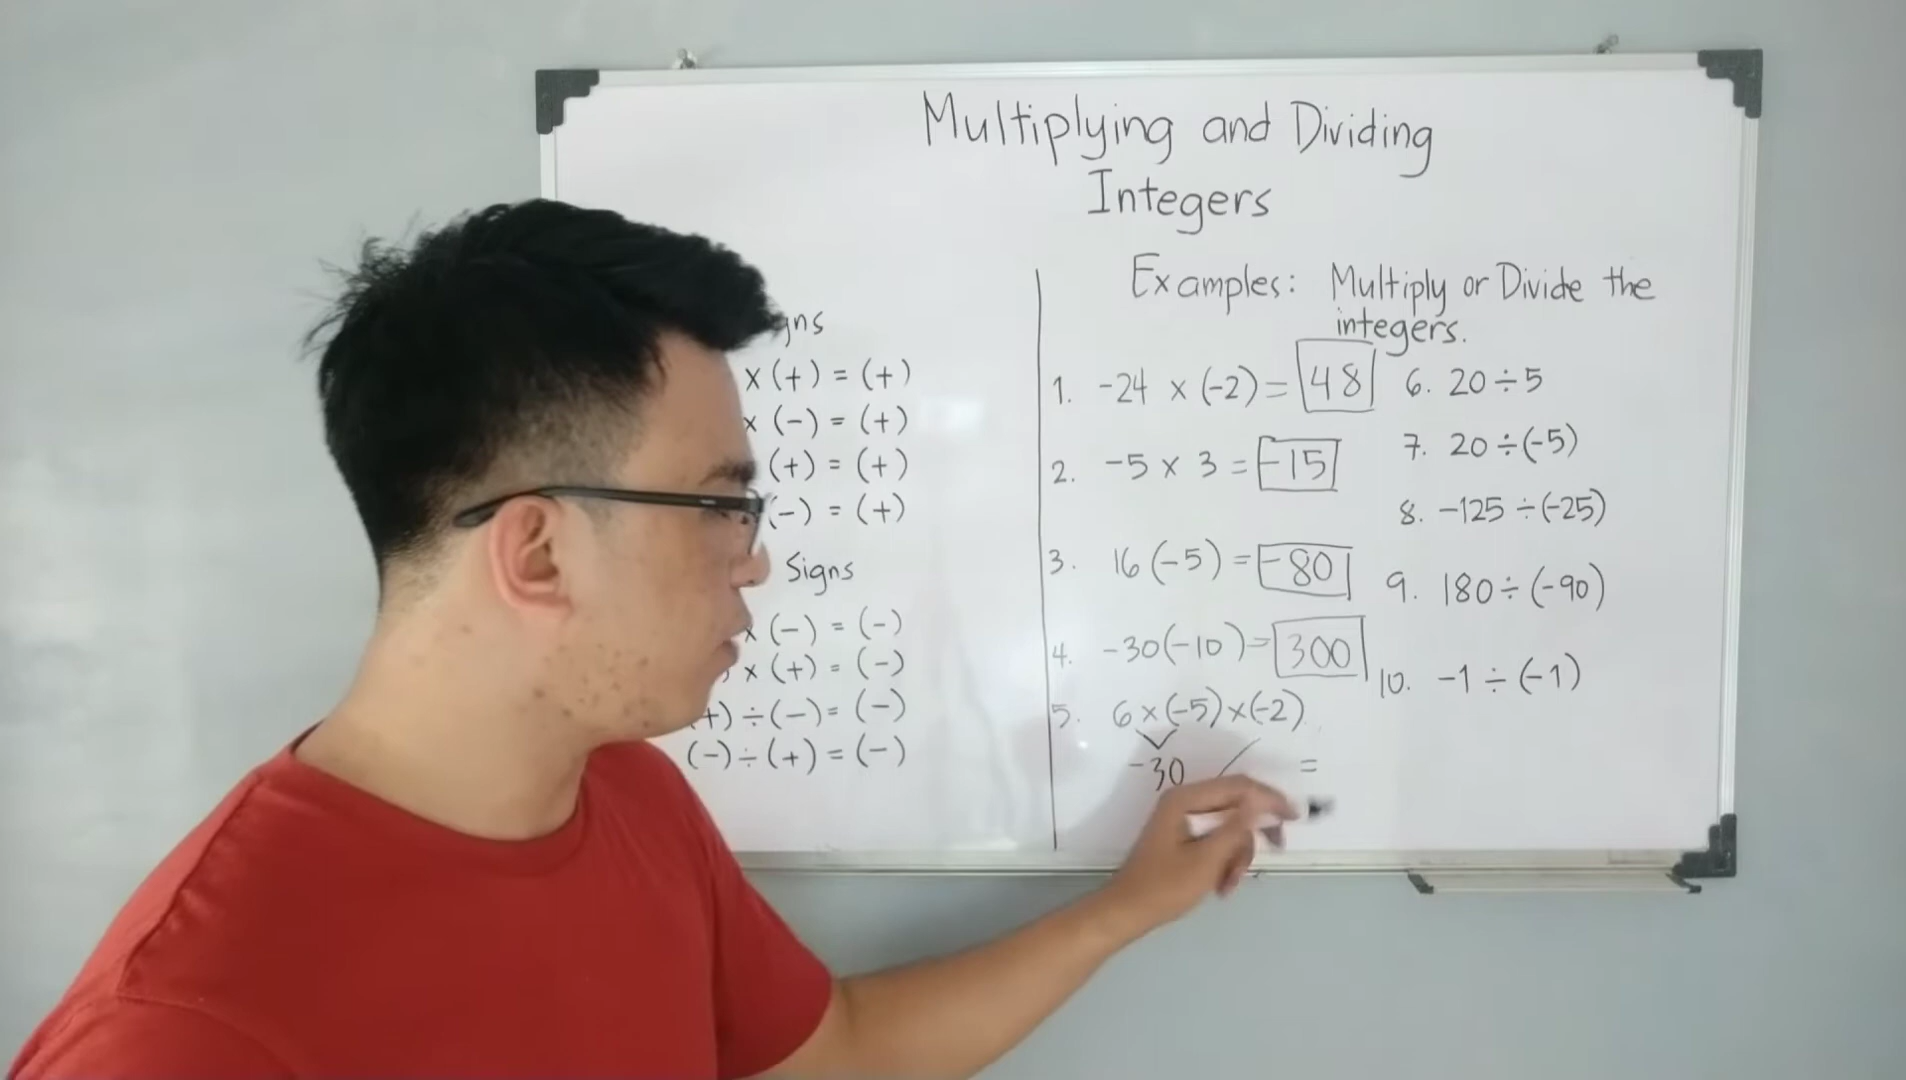 Multiplying and Dividing
Integers
Signs
x (+) = (+)
x (-) = (+)
(+) = (+)
(-) = (+)
Signs
x (-) = (-)
x (+) = (-)
+) ÷ (-) = (-)
(-) ÷ (+) = (-)
Examples: Multiply or Divide the
integers.
1. -24 x (-2) = 48
2. -5 x 3 = -15
3. 16 (-5) = -80
4. -30(-10) = 300
5. 6 x (-5) x (-2)
-30 =
6. 20 ÷ 5
7. 20 ÷ (-5)
8. -125 ÷ (-25)
9. 180 ÷ (-90)
10. -1 ÷ (-1)